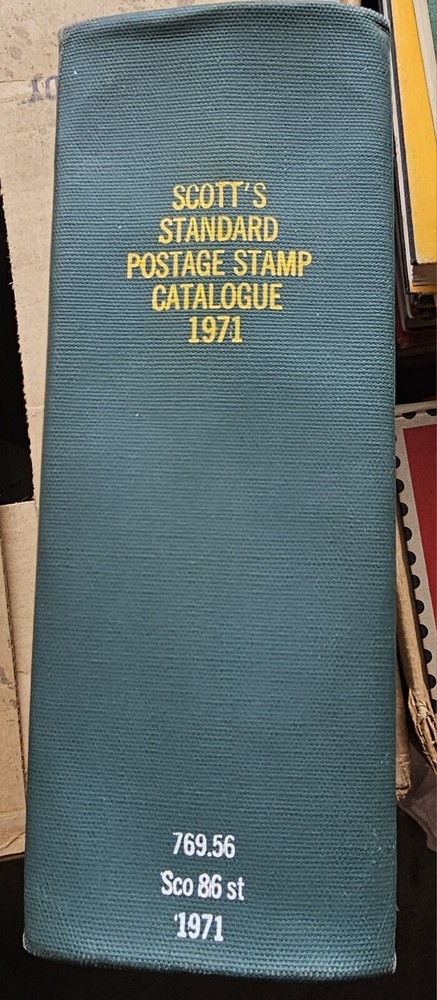 SCOTT'S
STANDARD
POSTAGE STAMP
CATALOGUE
1971
769.56
Sco 86 st
1971